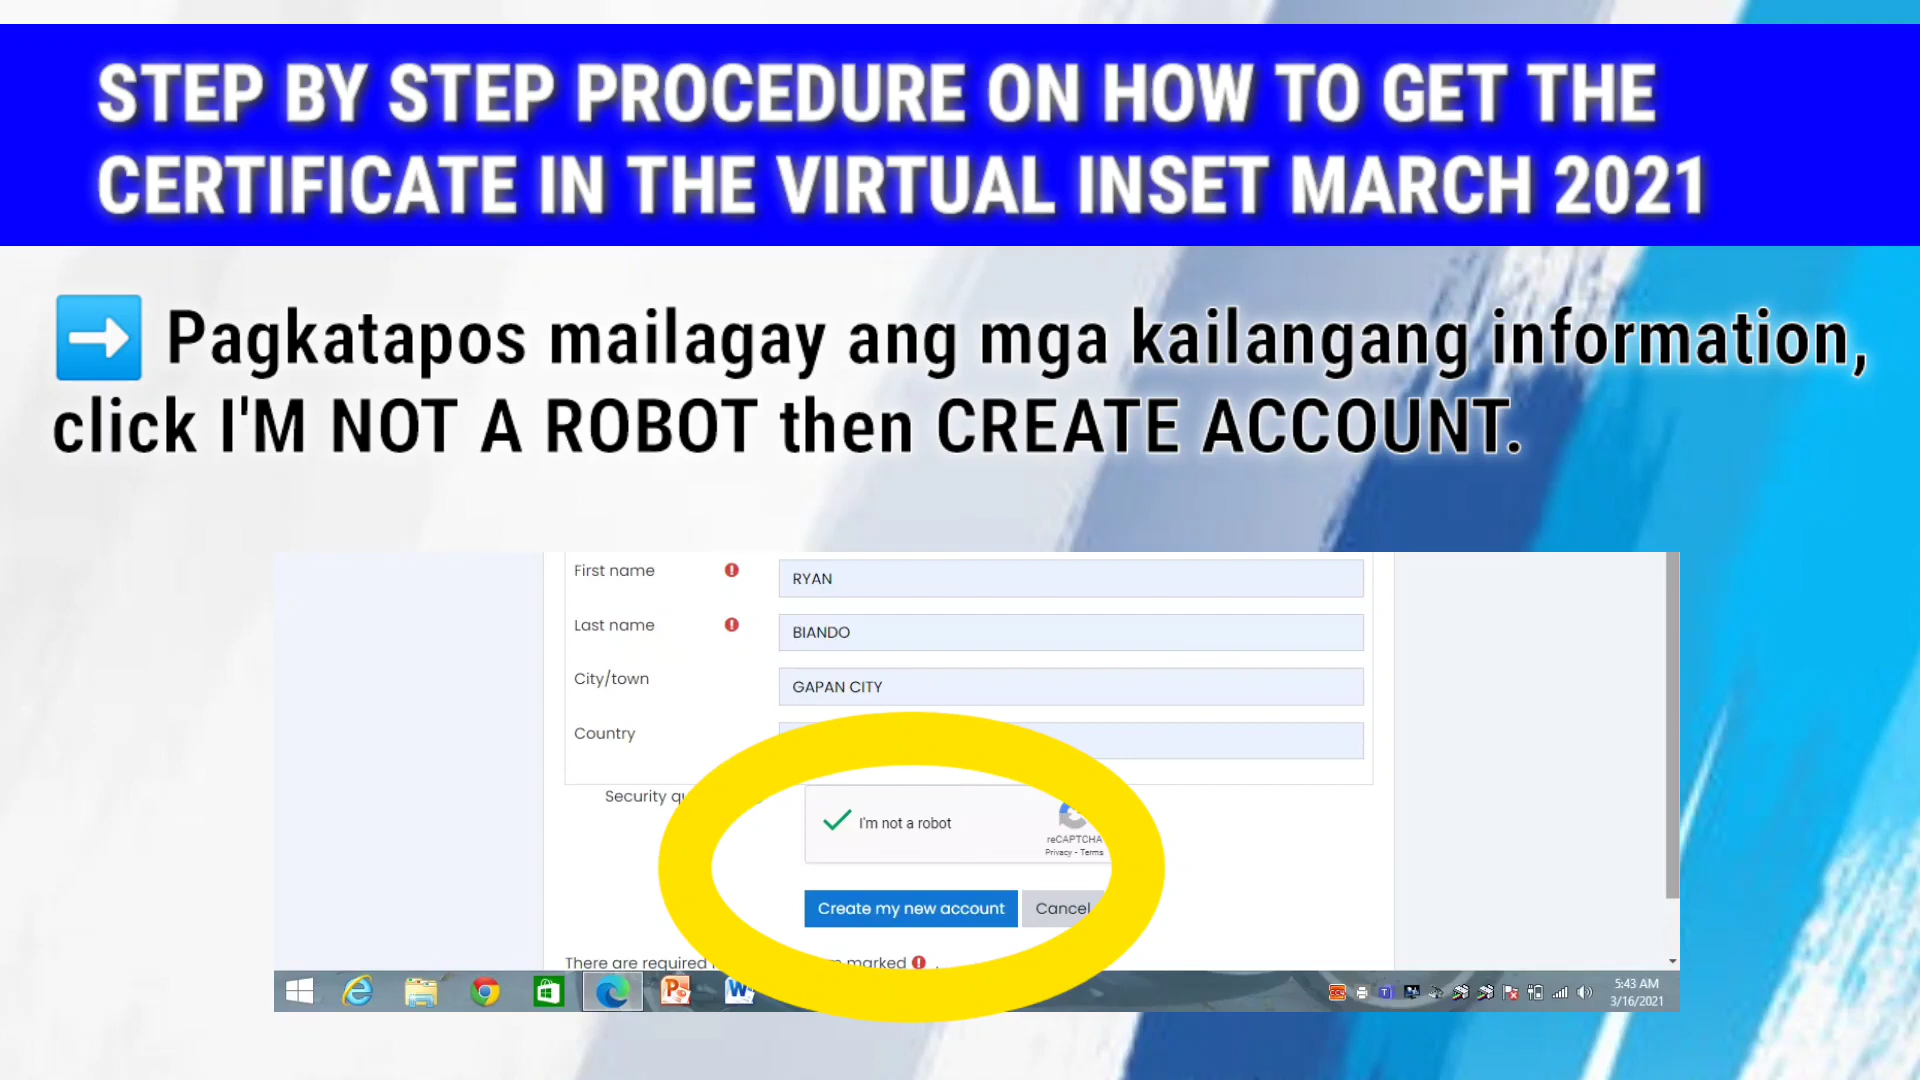 STEP BY STEP PROCEDURE ON HOW TO GET THE
CERTIFICATE IN THE VIRTUAL INSET MARCH 2021
Pagkatapos mailagay ang mga kailangang information,
click I'M NOT A ROBOT then CREATE ACCOUNT.
First name
RYAN
Last name
BIANDO
City/town
GAPAN CITY
Country
Security
I'm not a robot
reCAPTCHA
Privacy - Terms
Create my new account
Cancel
There are required
marked
5:43 AM
3/16/2021